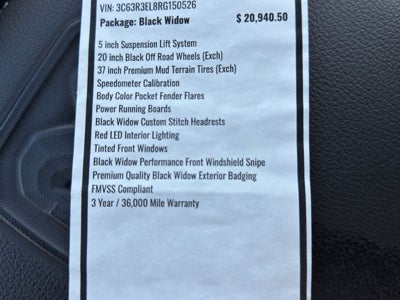 VIN: 3C63R3EL8RG150526
Package: Black Widow $ 20,940.50
5 inch Suspension Lift System
20 inch Black Off Road Wheels (Exch)
37 inch Premium Mud Terrain Tires (Exch)
Speedometer Calibration
Body Color Pocket Fender Flares
Power Running Boards
Black Widow Custom Stitch Headrests
Red LED Interior Lighting
Tinted Front Windows
Black Widow Performance Front Windshield Snipe
Premium Quality Black Widow Exterior Badging
FMVSS Compliant
3 Year / 36,000 Mile Warranty